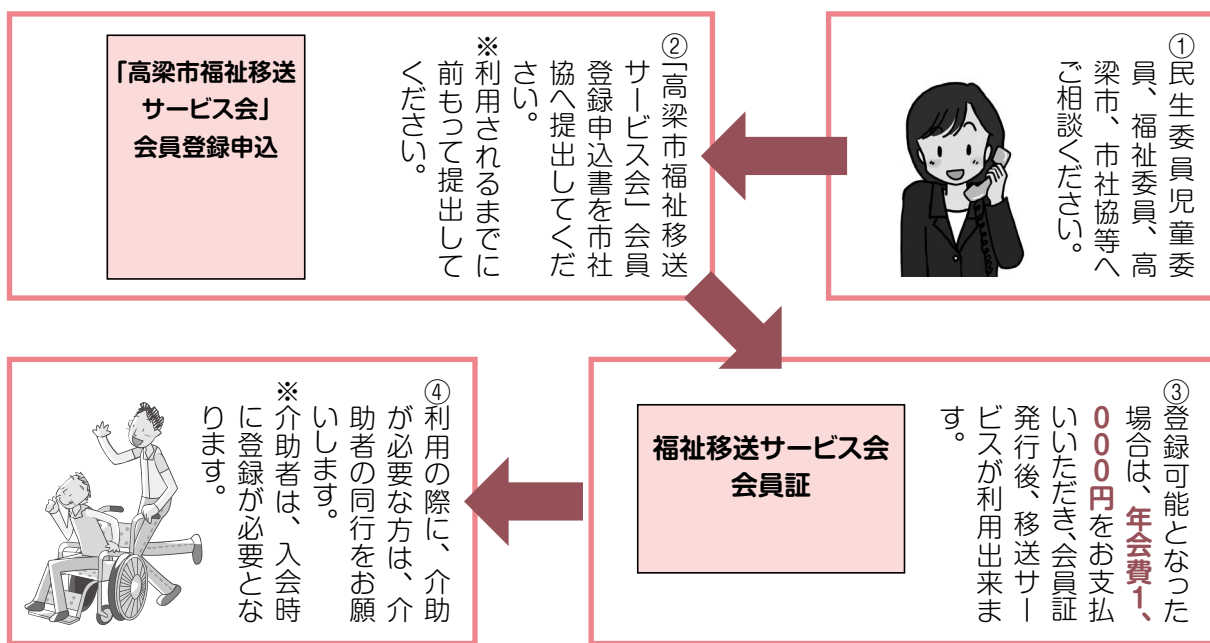 ①民生委員児童委
員、福祉委員、高
梁市、市社協等へ
ご相談ください。
②「高梁市福祉移送
サービス会」会員
登録申込書を市社
協へ提出してくだ
さい。
※利用されるまでに
前もって提出して
ください。
「高梁市福祉移送
サービス会」
会員登録申込
③登録可能となった
場合は、年会費1、
000円をお支払
いいただき、会員証
発行後、移送サー
ビスが利用出来ま
す。
福祉移送サービス会
会員証
④利用の際に、介助
が必要な方は、介
助者の同行をお願
いします。
※介助者は、入会時
に登録が必要とな
ります。